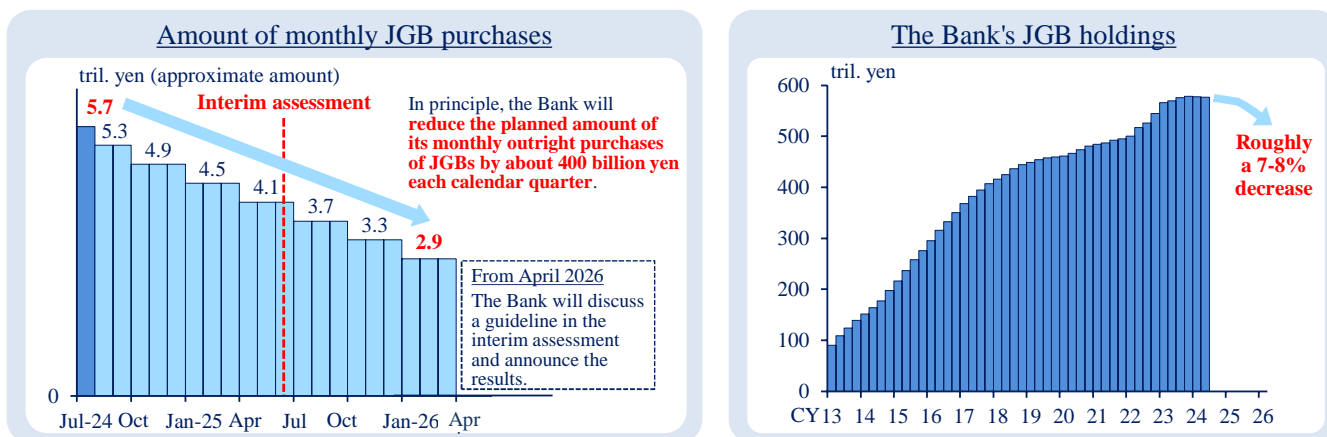 Amount of monthly JGB purchases
tril. yen (approximate amount)
5.7
5.3
4.9
4.5
4.1
3.7
3.3
2.9
Interim assessment
In principle, the Bank will
reduce the planned amount of
its monthly outright purchases
of JGBs by about 400 billion yen
each calendar quarter.
From April 2026
The Bank will discuss
a guideline in the
interim assessment
and announce the
results.
0
Jul-24 Oct Jan-25 Apr Jul Oct Jan-26 Apr
The Bank's JGB holdings
tril. yen
600
500
400
300
200
100
0
Roughly
a 7-8%
decrease
CY13 14 15 16 17 18 19 20 21 22 23 24 25 26